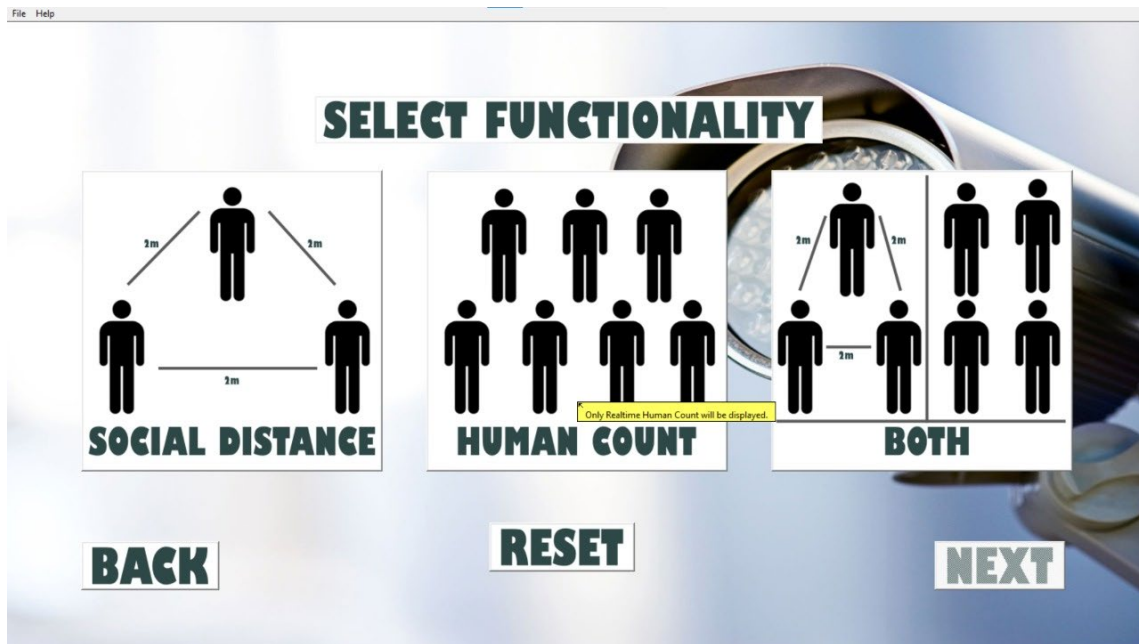 File Help
SELECT FUNCTIONALITY
2m 2m
2m
SOCIAL DISTANCE
Only Realtime Human Count will be displayed.
HUMAN COUNT
2m 2m
2m
BOTH
BACK
RESET
NEXT